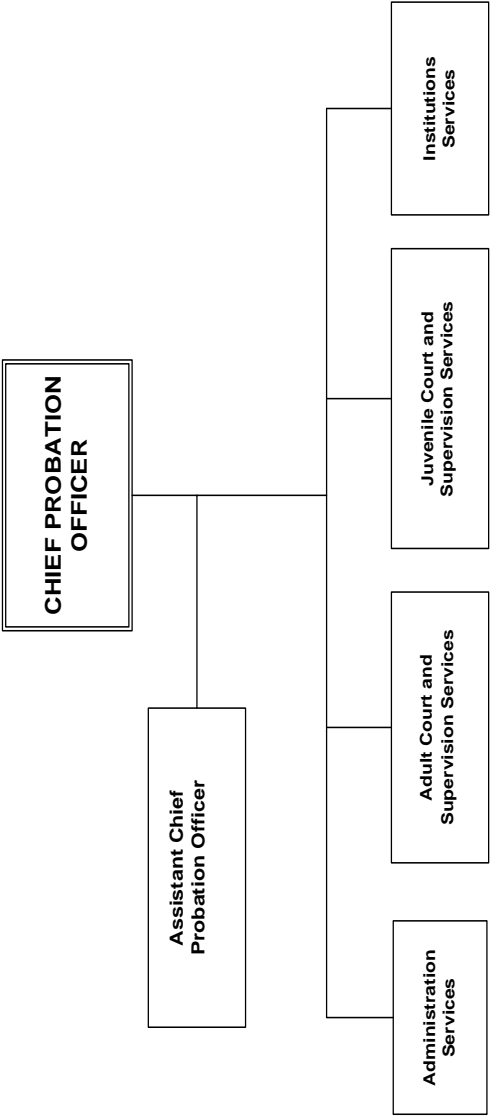 CHIEF PROBATION
OFFICER
Assistant Chief
Probation Officer
Administration
Services
Adult Court and
Supervision Services
Juvenile Court and
Supervision Services
Institutions
Services